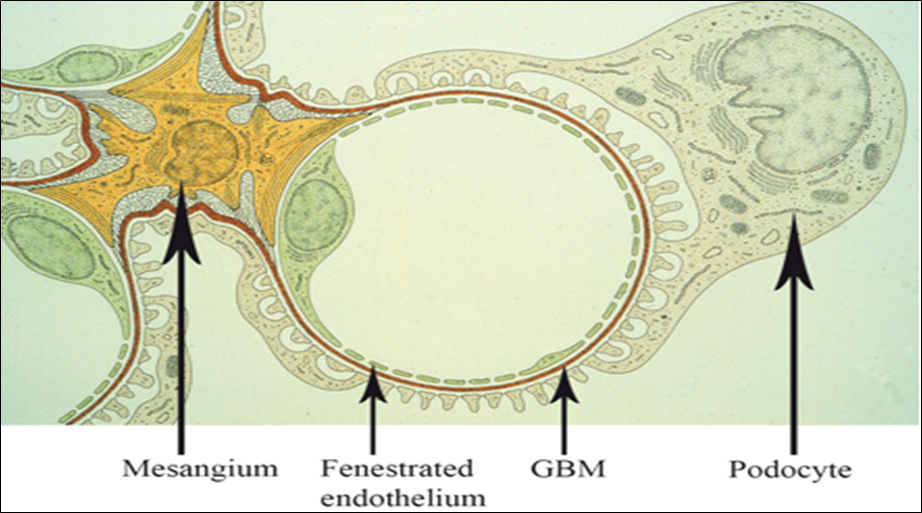 Mesangium
Fenestrated
endothelium
GBM
Podocyte